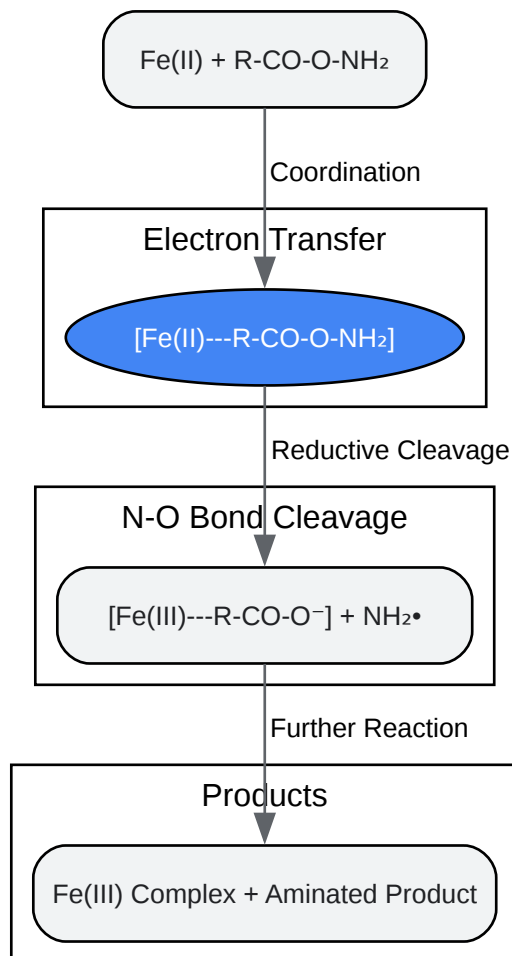 Fe(II) + R-CO-O-NH₂
Coordination
Electron Transfer
[Fe(II)---R-CO-O-NH₂]
Reductive Cleavage
N-O Bond Cleavage
[Fe(III)---R-CO-O⁻] + NH₂•
Further Reaction
Products
Fe(III) Complex + Aminated Product